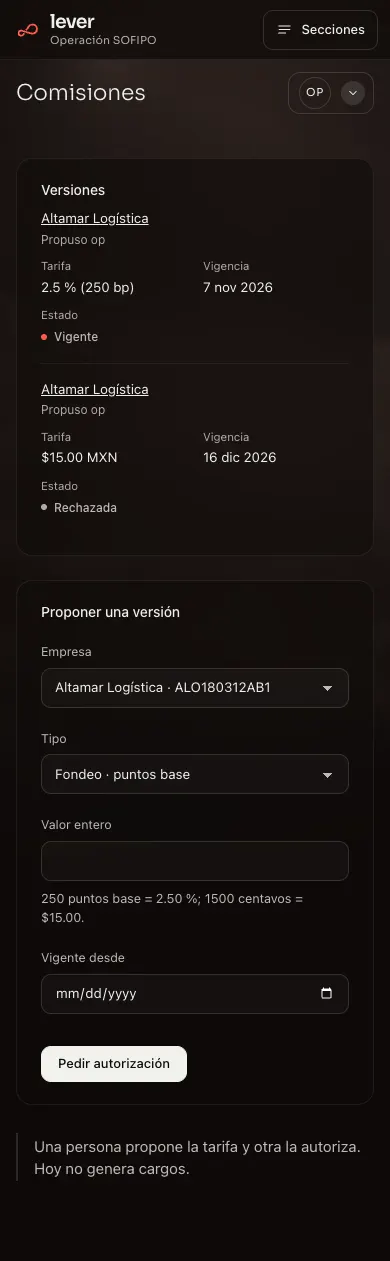 lever
Operación SOFIPO
Secciones
Comisiones
OP
Versiones
Altamar Logística
Propuso op
Tarifa
Vigencia
2.5 % (250 bp)
7 nov 2026
Estado
Vigente
Altamar Logística
Propuso op
Tarifa
Vigencia
$15.00 MXN
16 dic 2026
Estado
Rechazada
Proponer una versión
Empresa
Altamar Logística · ALO180312AB1
Tipo
Fondeo · puntos base
Valor entero
250 puntos base = 2.50 %; 1500 centavos =
$15.00.
Vigente desde
mm/dd/yyyy
Pedir autorización
Una persona propone la tarifa y otra la autoriza.
Hoy no genera cargos.